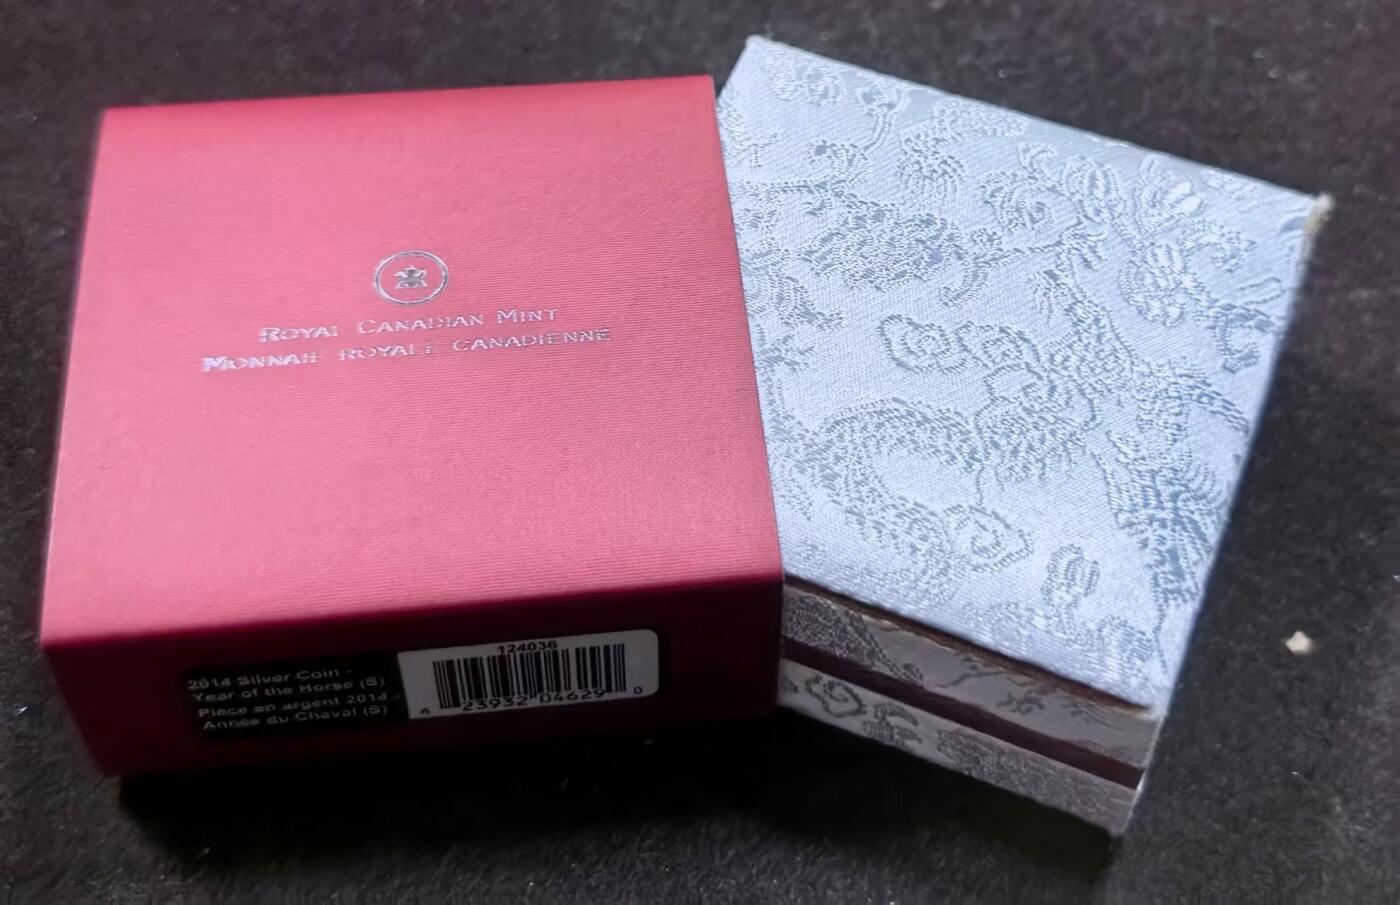 ROYAL CANADIAN MINT
MONNAIE ROYALE CANADIENNE
2014 Silver Coin -
Year of the Horse (S)
Piece en argent 2014 -
Année du Cheval (S)
124036
6 23932 04629 0